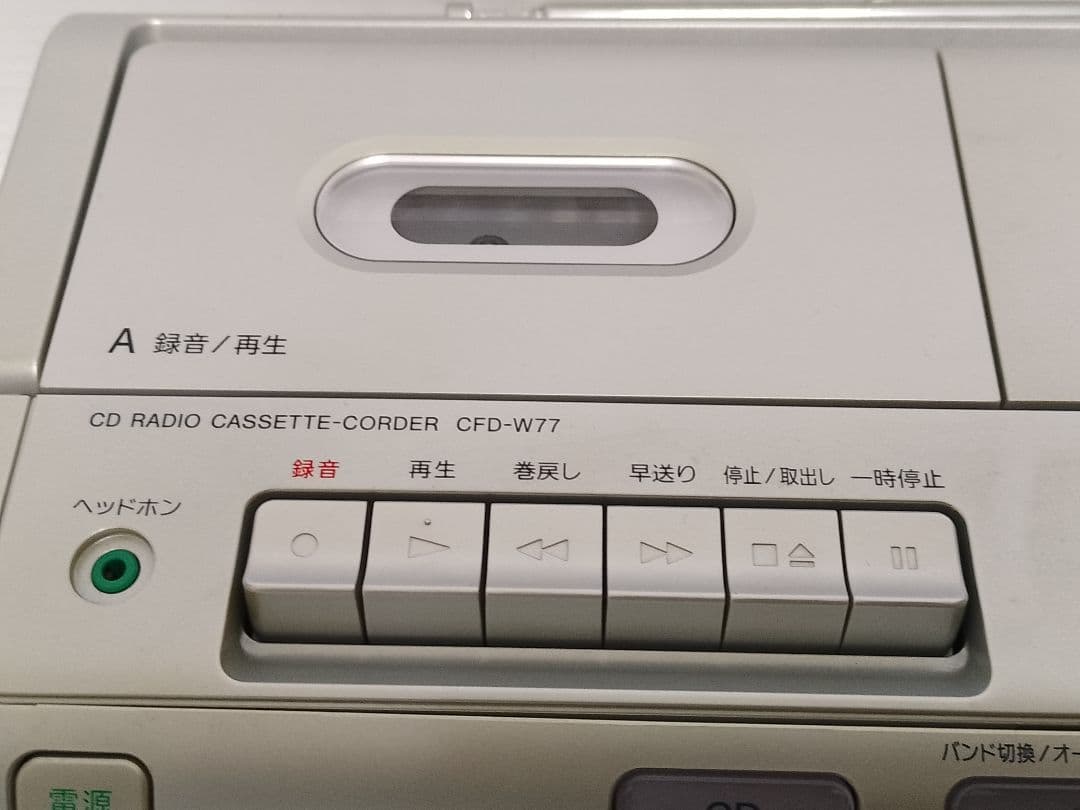 A 録音/再生
CD RADIO CASSETTE-CORDER CFD-W77
録音 再生 巻戻し 早送り 停止/取出し 一時停止
ヘッドホン
バンド切換/オー
電源
CD